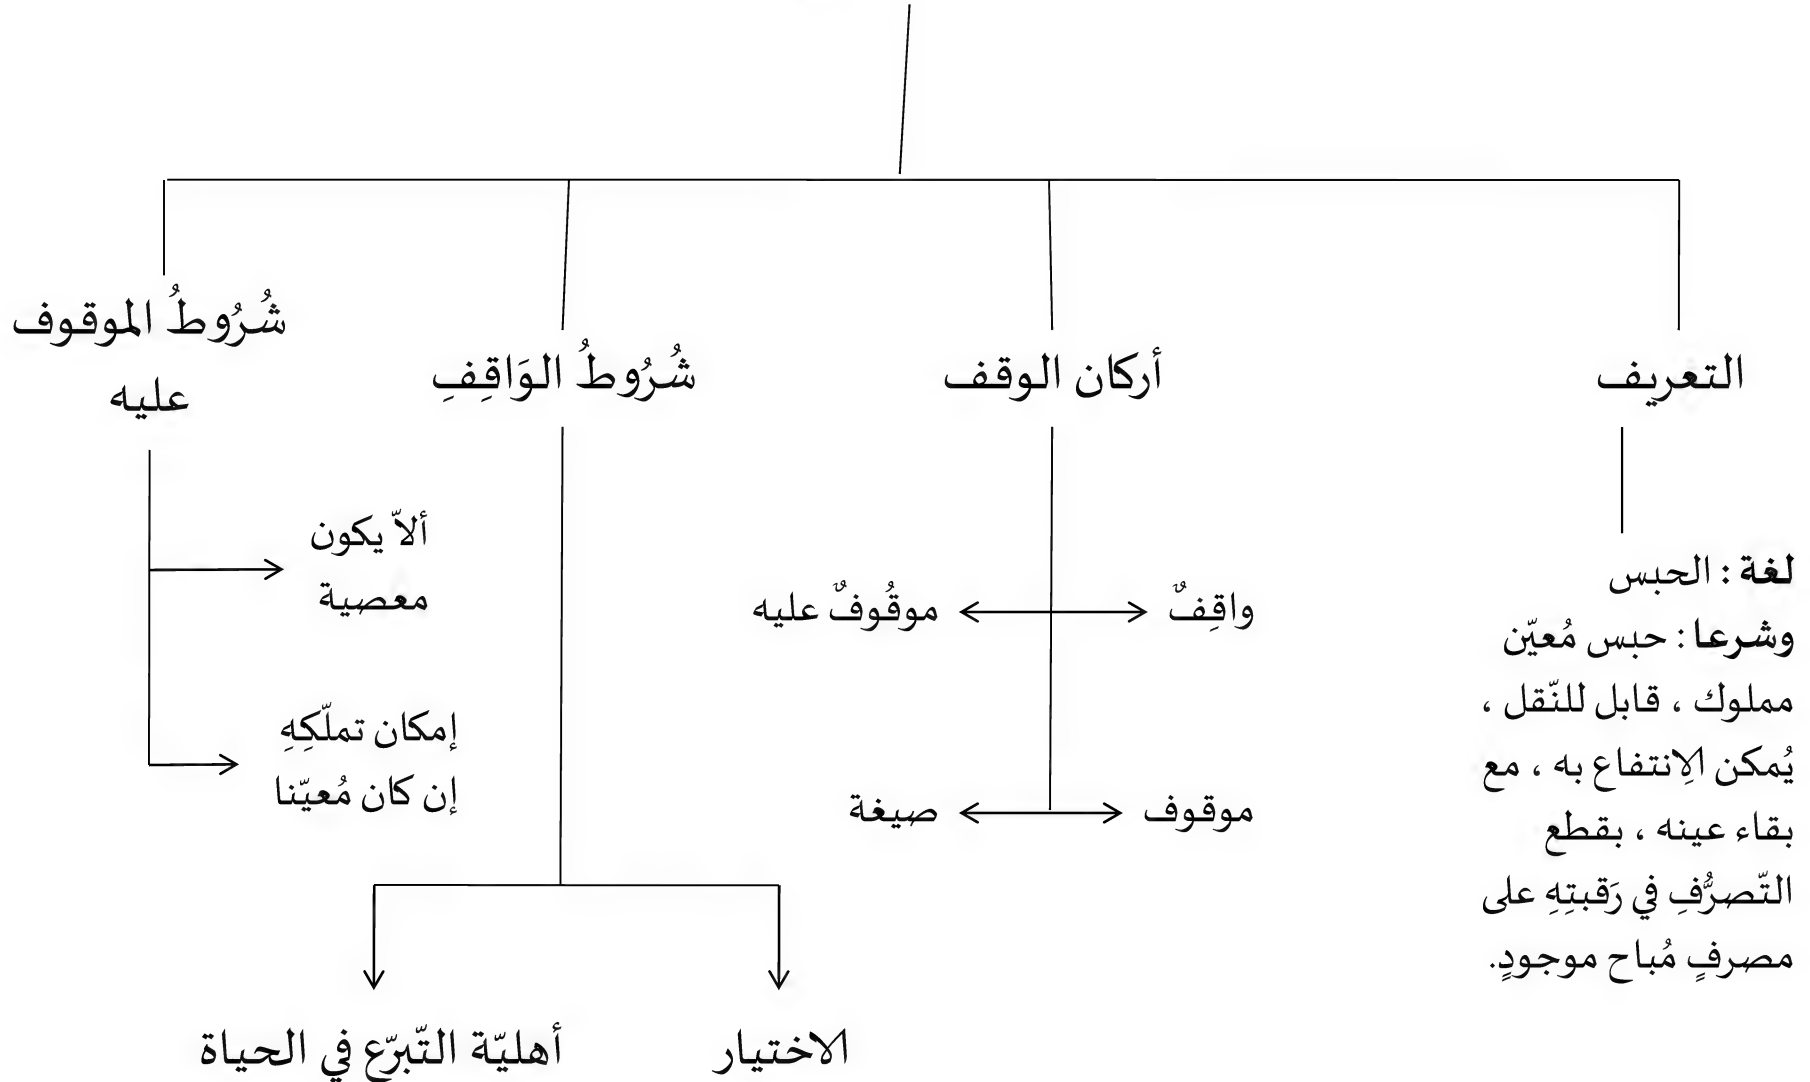 التعريف
لغة : الحبس
وشرعا : حبس مُعيّن
مملوك ، قابل للنّقل ،
يُمكن الِانتفاع به ، مع
بقاء عينه ، بقطع
التّصرُّفِ في رَقبتِهِ على
مصرفٍ مُباح موجودٍ.
أركان الوقف
واقِفٌ
موقُوفٌ عليه
موقوف
صيغة
شُرُوطُ الوَاقِفِ
الاختيار
أهليّة التّبرّع في الحياة
شُرُوطُ الموقوف
عليه
ألاّ يكون
معصية
إمكان تملّكِهِ
إن كان مُعيّنا